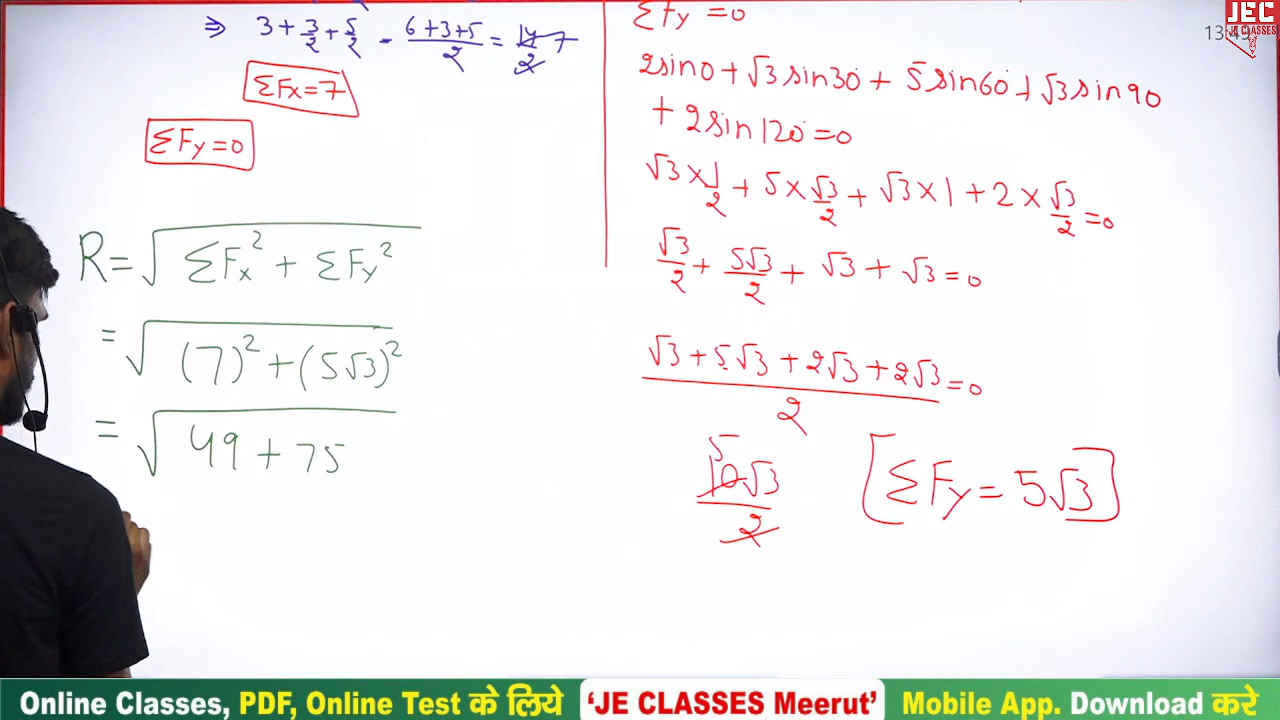 ⇒ 3 + 3/2 + 5/2 - (6+3+5)/2 = 14/2 7
ΣFx=7
ΣFy=0
R = √(ΣFx² + ΣFy²)
= √((7)² + (5√3)²)
= √(49 + 75)
ΣFy =0
2sin0 + √3 sin30 + 5sin60 + √3 sin 90
+ 2sin 120 =0
√3 × 1/2 + 5 × √3/2 + √3 × 1 + 2 × √3/2 =0
√3/2 + 5√3/2 + √3 + √3 =0
(√3 + 5√3 + 2√3 + 2√3)/2 =0
5
10√3/2
[ΣFy = 5√3]
JEC
JE CLASSES
Online Classes, PDF, Online Test के लिये 'JE CLASSES Meerut' Mobile App. Download करे